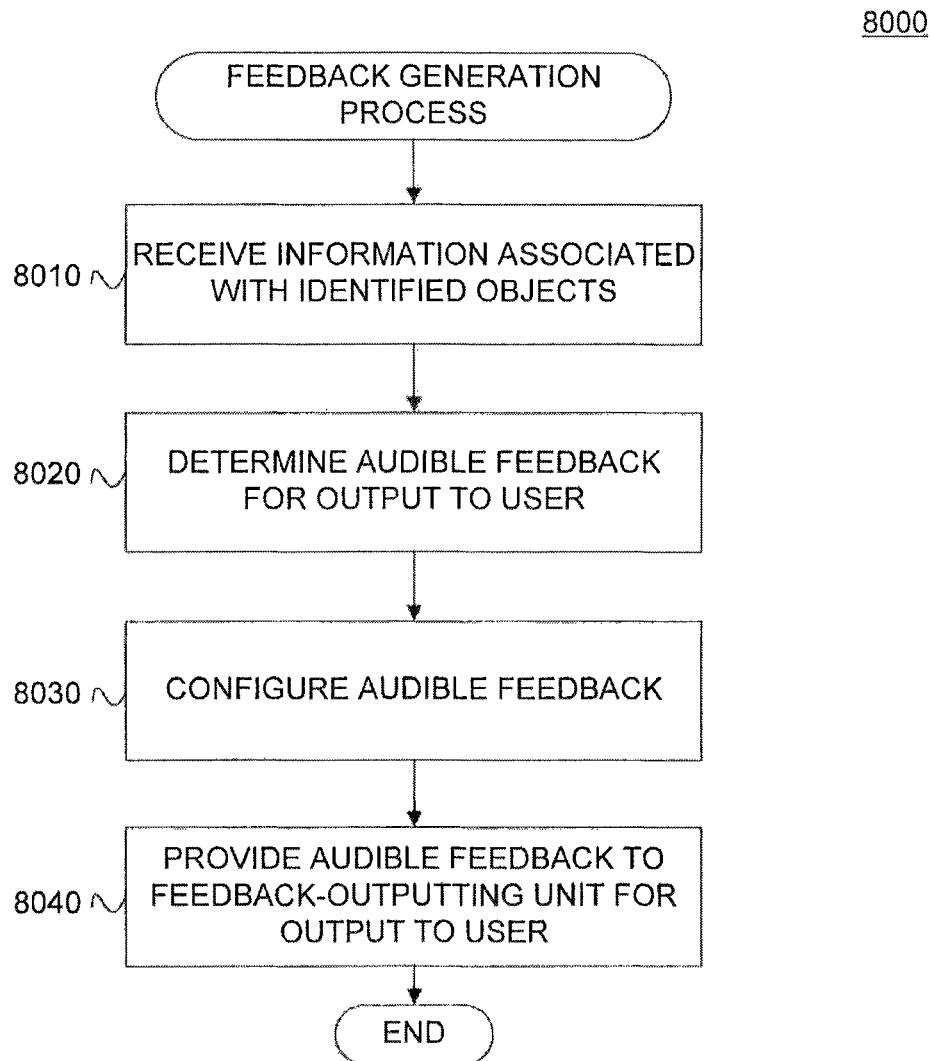 8000
FEEDBACK GENERATION
PROCESS
8010
RECEIVE INFORMATION ASSOCIATED
WITH IDENTIFIED OBJECTS
8020
DETERMINE AUDIBLE FEEDBACK
FOR OUTPUT TO USER
8030
CONFIGURE AUDIBLE FEEDBACK
8040
PROVIDE AUDIBLE FEEDBACK TO
FEEDBACK-OUTPUTTING UNIT FOR
OUTPUT TO USER
END